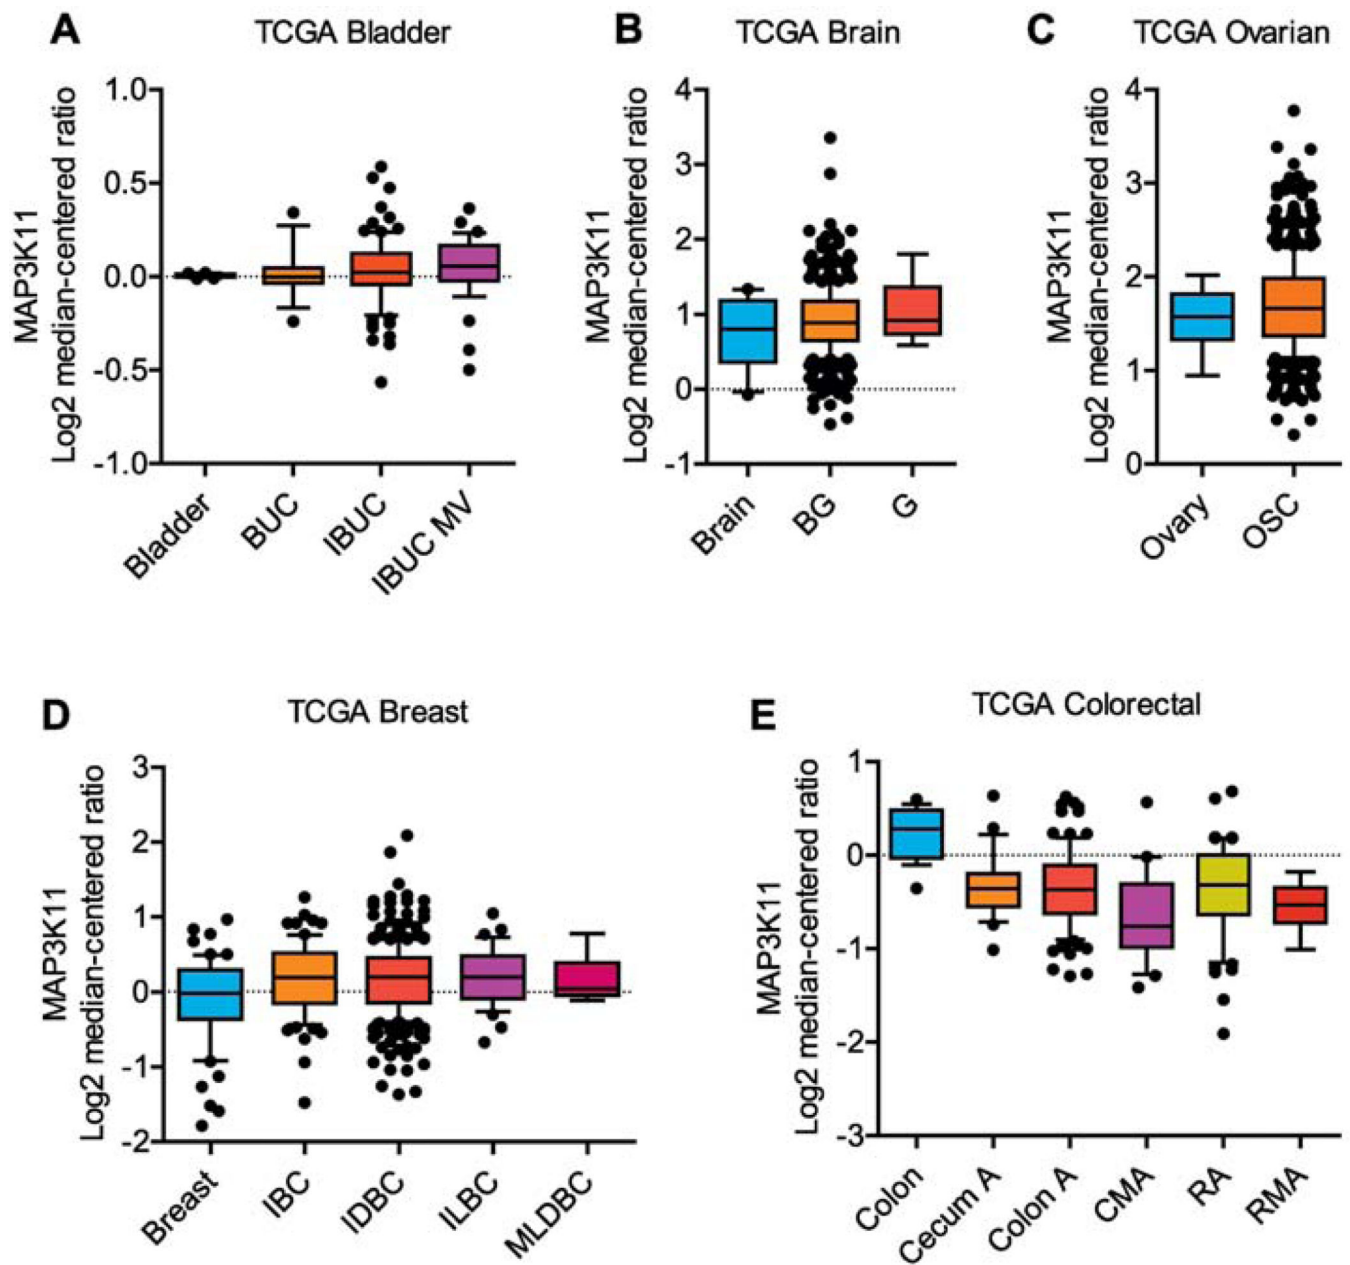 A
TCGA Bladder
MAP3K11
Log2 median-centered ratio
1.0
0.5
0.0
-0.5
-1.0
Bladder
BUC
IBUC
IBUC MV
B
TCGA Brain
MAP3K11
Log2 median-centered ratio
4
3
2
1
0
-1
Brain
BG
G
C
TCGA Ovarian
MAP3K11
Log2 median-centered ratio
4
3
2
1
0
Ovary
OSC
D
TCGA Breast
MAP3K11
Log2 median-centered ratio
3
2
1
0
-1
-2
Breast
IBC
IDBC
ILBC
MLDBC
E
TCGA Colorectal
MAP3K11
Log2 median-centered ratio
1
0
-1
-2
-3
Colon
Cecum A
Colon A
CMA
RA
RMA